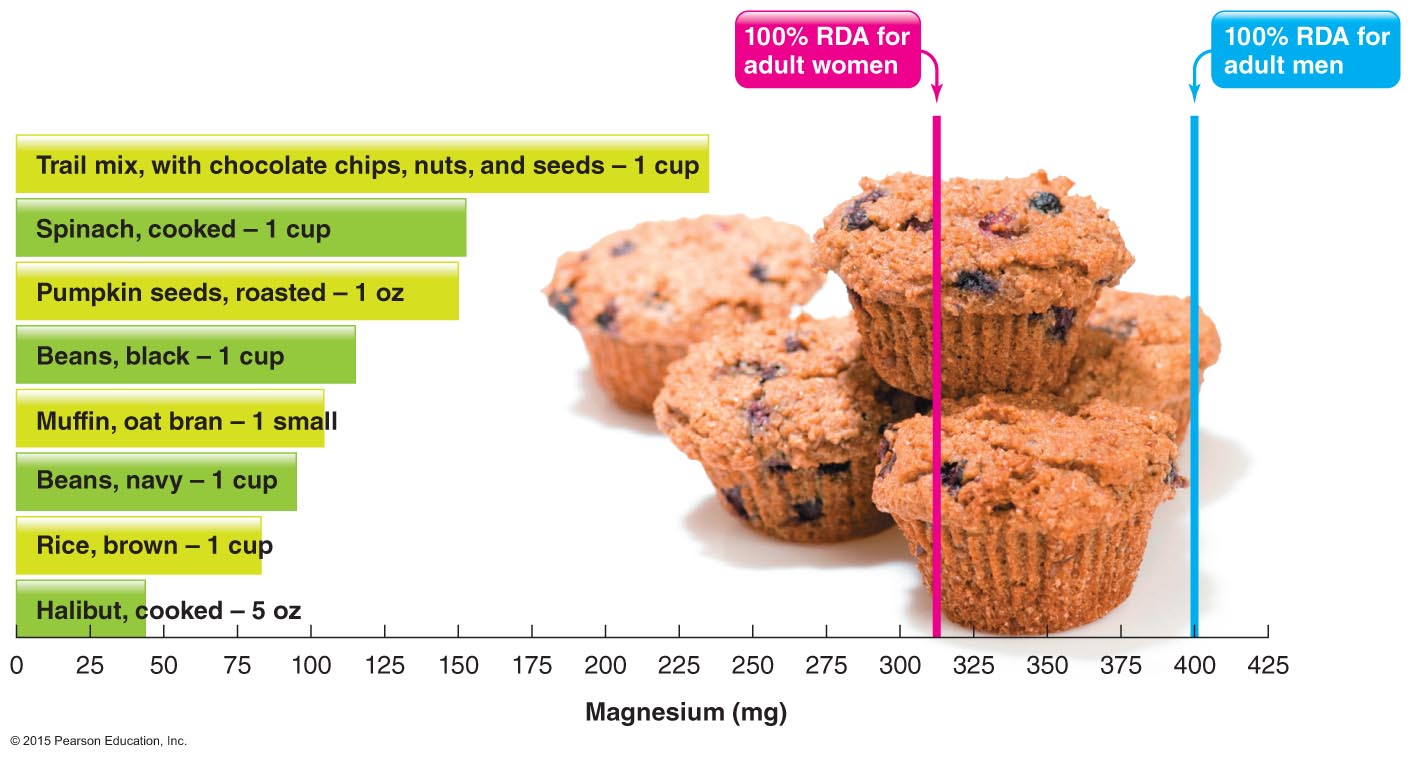 100% RDA for
adult women
100% RDA for
adult men
Trail mix, with chocolate chips, nuts, and seeds – 1 cup
Spinach, cooked – 1 cup
Pumpkin seeds, roasted – 1 oz
Beans, black – 1 cup
Muffin, oat bran – 1 small
Beans, navy – 1 cup
Rice, brown – 1 cup
Halibut, cooked – 5 oz
0 25 50 75 100 125 150 175 200 225 250 275 300 325 350 375 400 425
Magnesium (mg)
© 2015 Pearson Education, Inc.